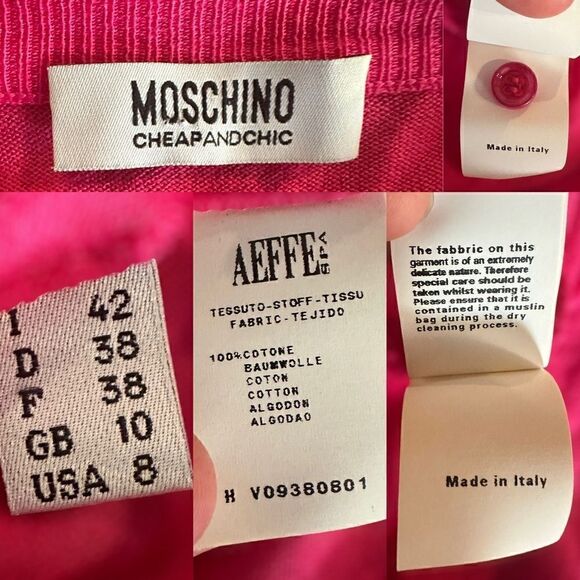 MOSCHINO
CHEAPANDCHIC
Made in Italy
I 42
D 38
F 38
GB 10
USA 8
AEFFE SPA
TESSUTO-STOFF-TISSU
FABRIC-TEJIDO
100%COTONE
BAUMWOLLE
COTON
COTTON
ALGODON
ALGODAO
H V09380801
The fabbric on this
garment is of an extremely
delicate nature. Therefore
special care should be
taken whilst wearing it.
Please ensure that it is
contained in a muslin
bag during the dry
cleaning process.
Made in Italy